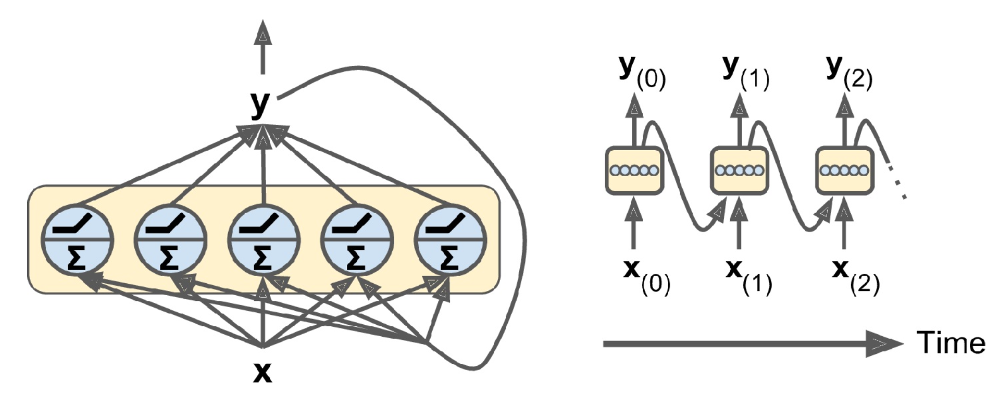 y
Σ Σ Σ Σ Σ
x
y(0) y(1) y(2)
x(0) x(1) x(2)
Time